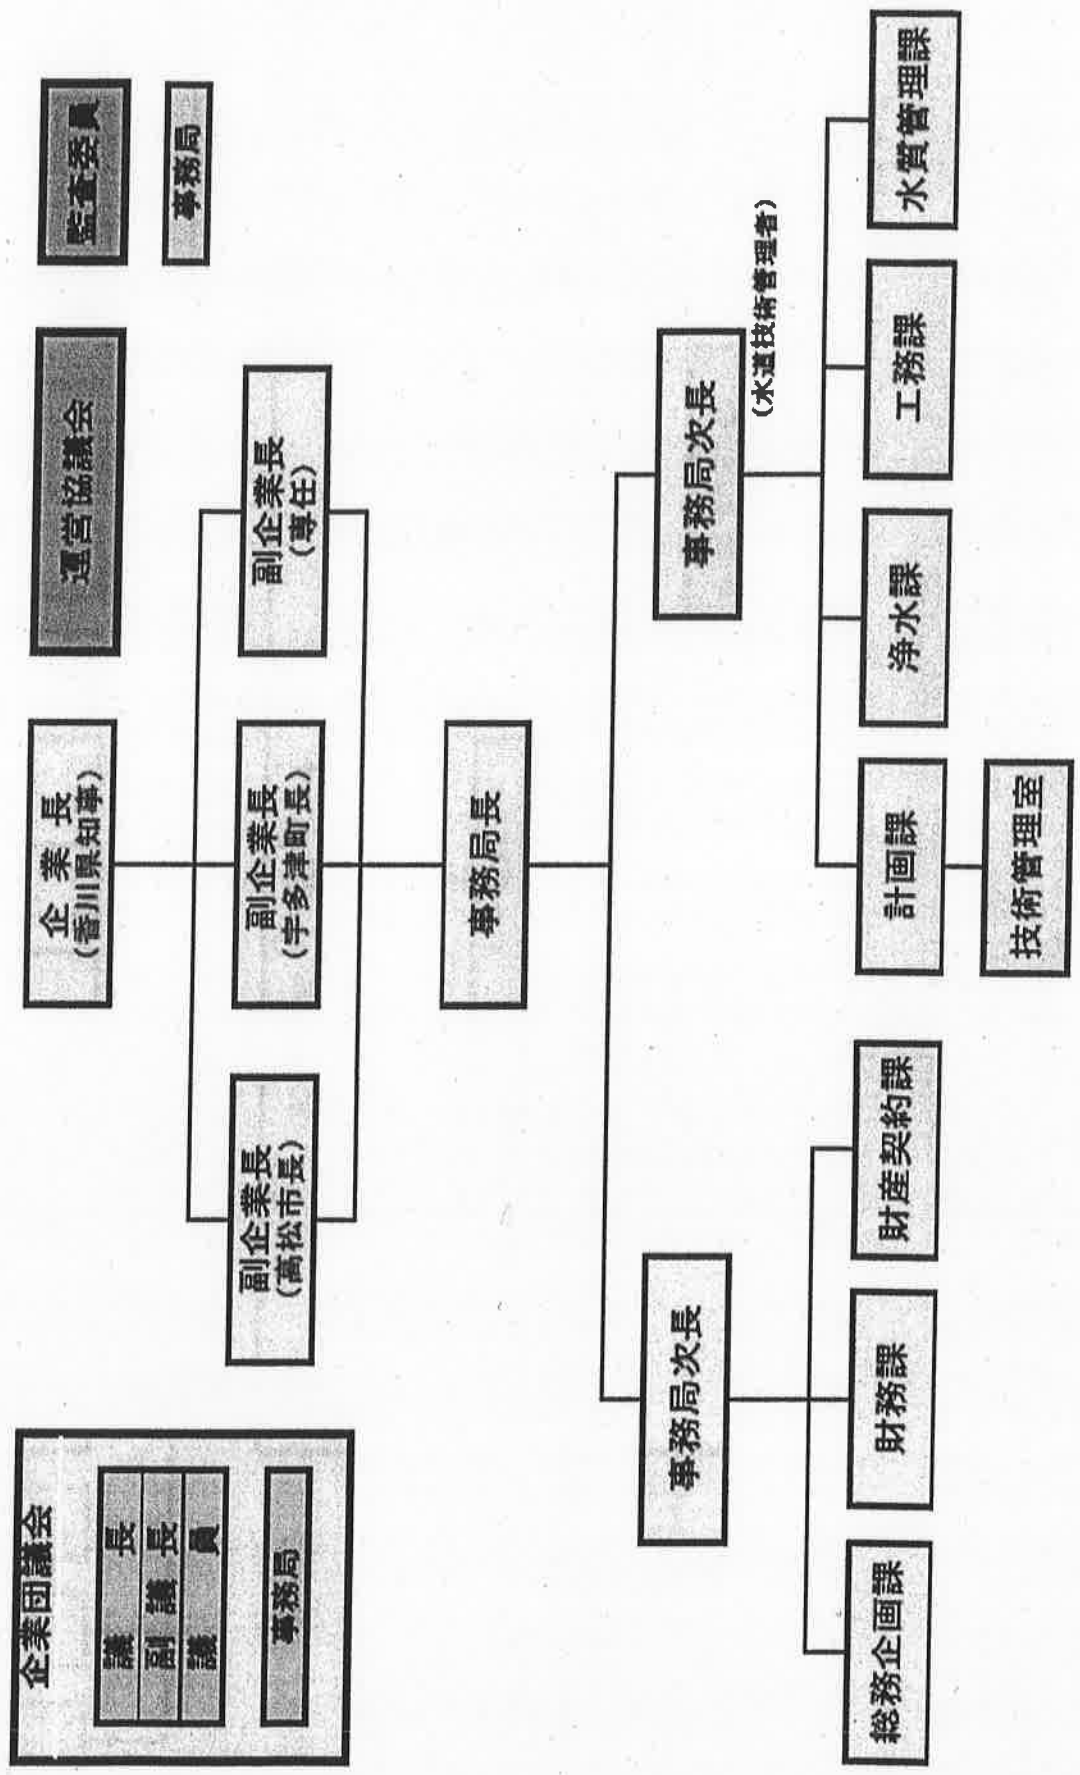 企業団議会
議長
副議長
議員
事務局
企業長
(香川県知事)
運営協議会
監査委員
事務局
副企業長
(高松市長)
副企業長
(宇多津町長)
副企業長
(専任)
事務局長
事務局次長
事務局次長
(水道技術管理者)
総務企画課
財務課
財産契約課
計画課
浄水課
工務課
水質管理課
技術管理室